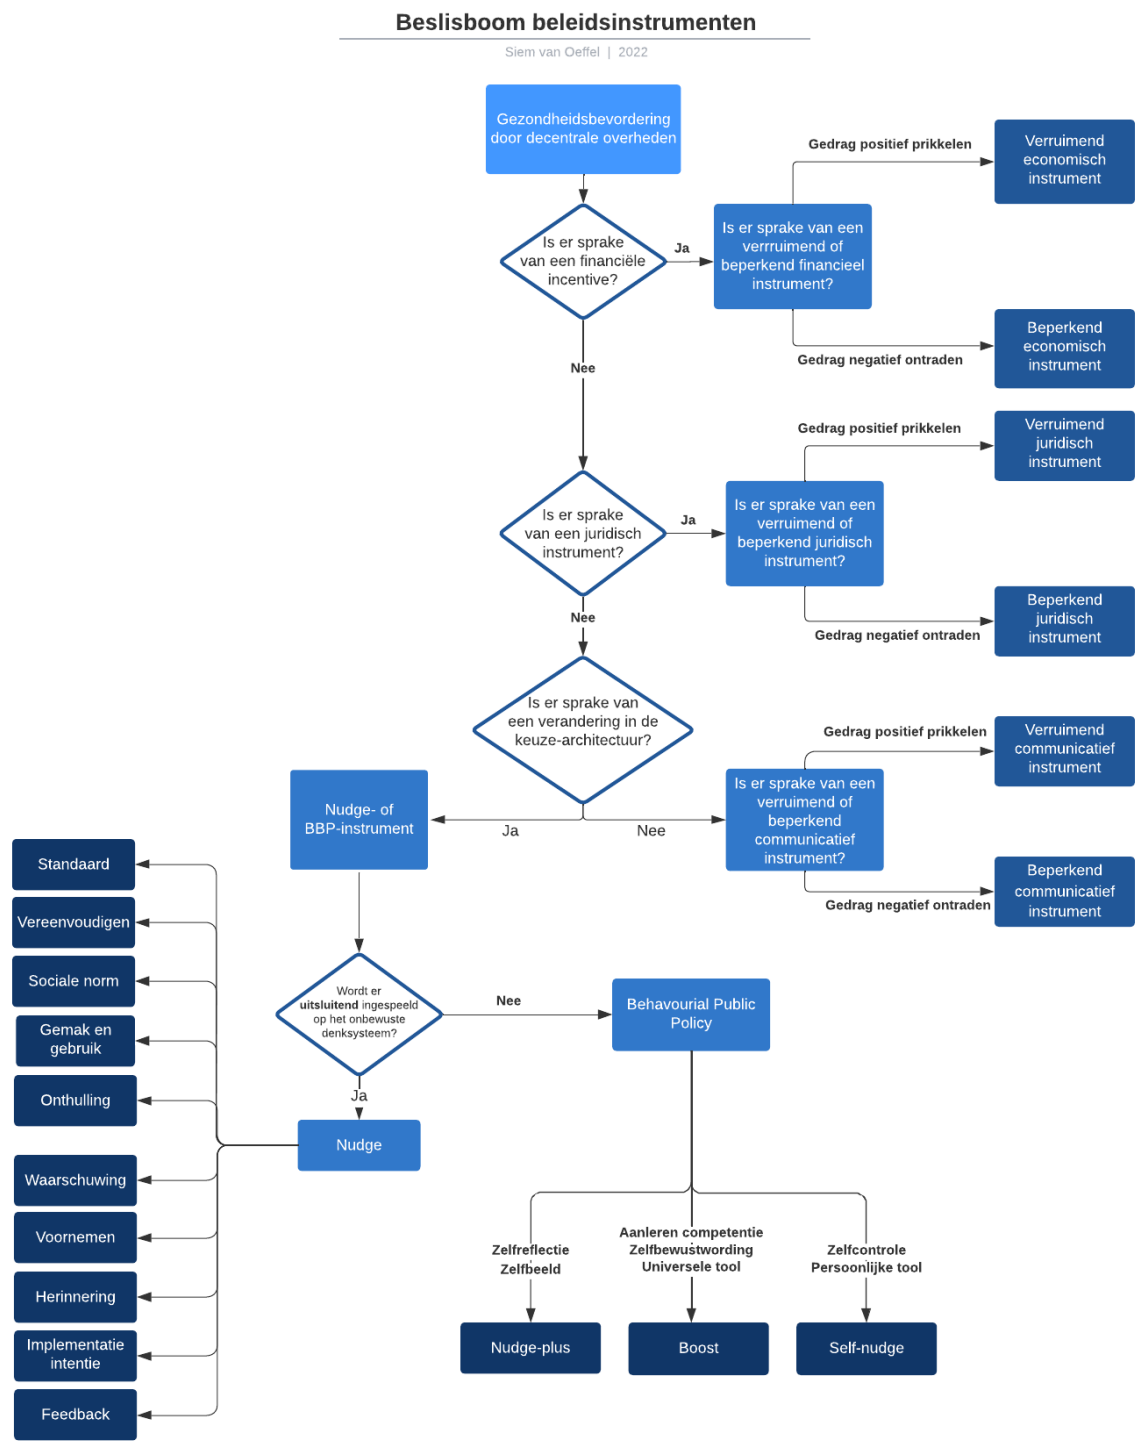 Beslisboom beleidsinstrumenten
Siem van Oeffel | 2022
Gezondheidsbevordering
door decentrale overheden
Is er sprake
van een financiële
incentive?
Ja
Is er sprake van een
verrruimend of
beperkend financieel
instrument?
Gedrag positief prikkelen
Verruimend
economisch
instrument
Gedrag negatief ontraden
Beperkend
economisch
instrument
Nee
Is er sprake
van een juridisch
instrument?
Ja
Is er sprake van een
verruimend of
beperkend juridisch
instrument?
Gedrag positief prikkelen
Verruimend
juridisch
instrument
Gedrag negatief ontraden
Beperkend
juridisch
instrument
Nee
Is er sprake van
een verandering in de
keuze-architectuur?
Nee
Is er sprake van een
verruimend of
beperkend
communicatief
instrument?
Gedrag positief prikkelen
Verruimend
communicatief
instrument
Gedrag negatief ontraden
Beperkend
communicatief
instrument
Ja
Nudge- of
BBP-instrument
Wordt er
uitsluitend ingespeeld
op het onbewuste
denksysteem?
Nee
Behavourial Public
Policy
Zelfreflectie
Zelfbeeld
Nudge-plus
Aanleren competentie
Zelfbewustwording
Universele tool
Boost
Zelfcontrole
Persoonlijke tool
Self-nudge
Ja
Nudge
Standaard
Vereenvoudigen
Sociale norm
Gemak en
gebruik
Onthulling
Waarschuwing
Voornemen
Herinnering
Implementatie
intentie
Feedback